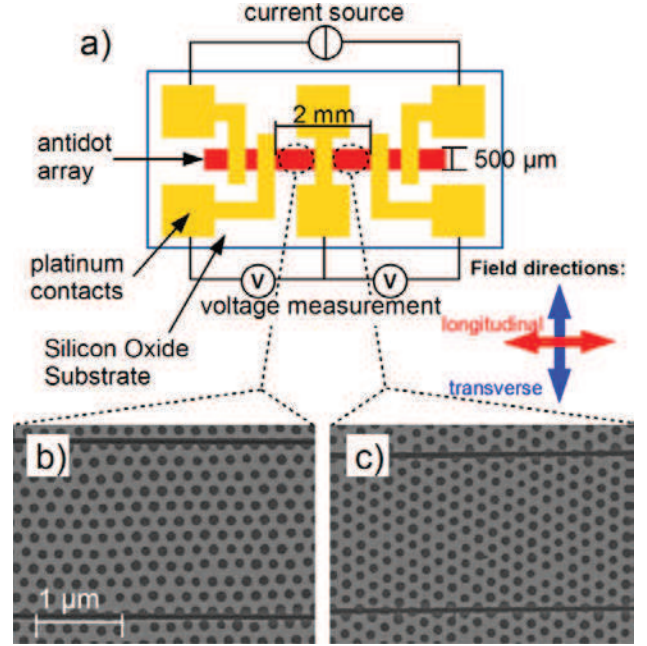 current source
a)
2 mm
antidot
array
500 µm
platinum
contacts
V
V
voltage measurement
Field directions:
longitudinal
transverse
Silicon Oxide
Substrate
b)
c)
1 µm